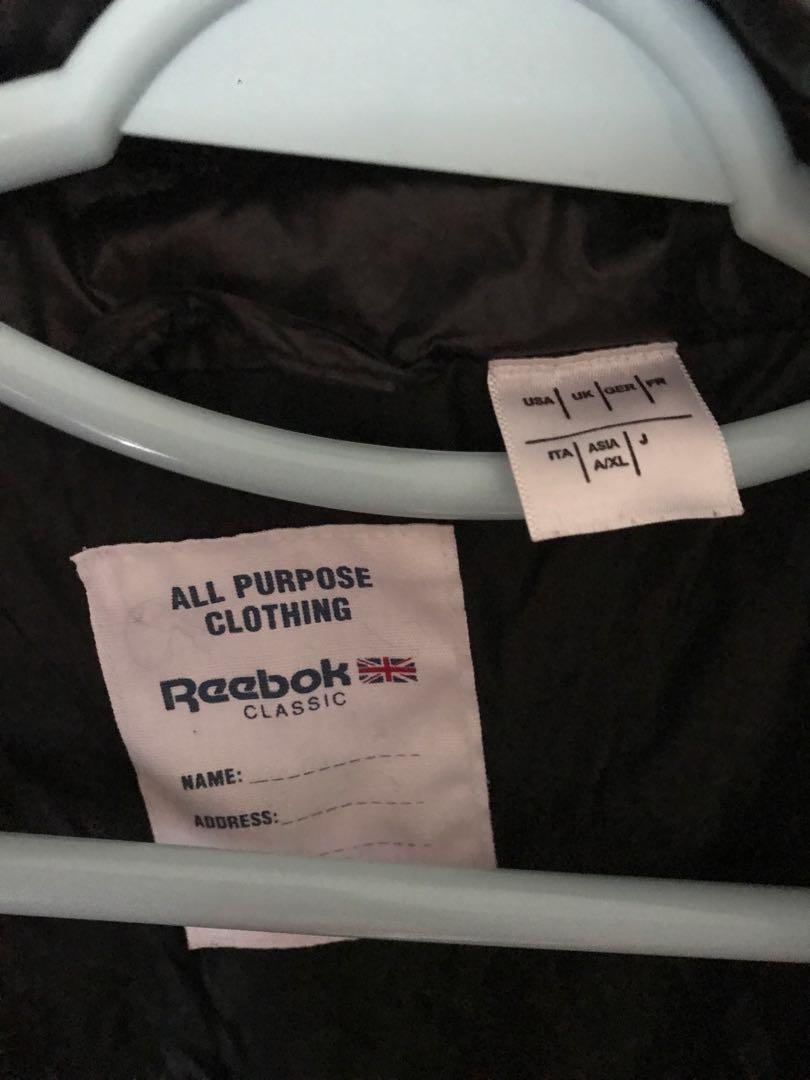 USA UK GER FR
ITA ASIA J
A/XL
ALL PURPOSE
CLOTHING
Reebok
CLASSIC
NAME:
ADDRESS: